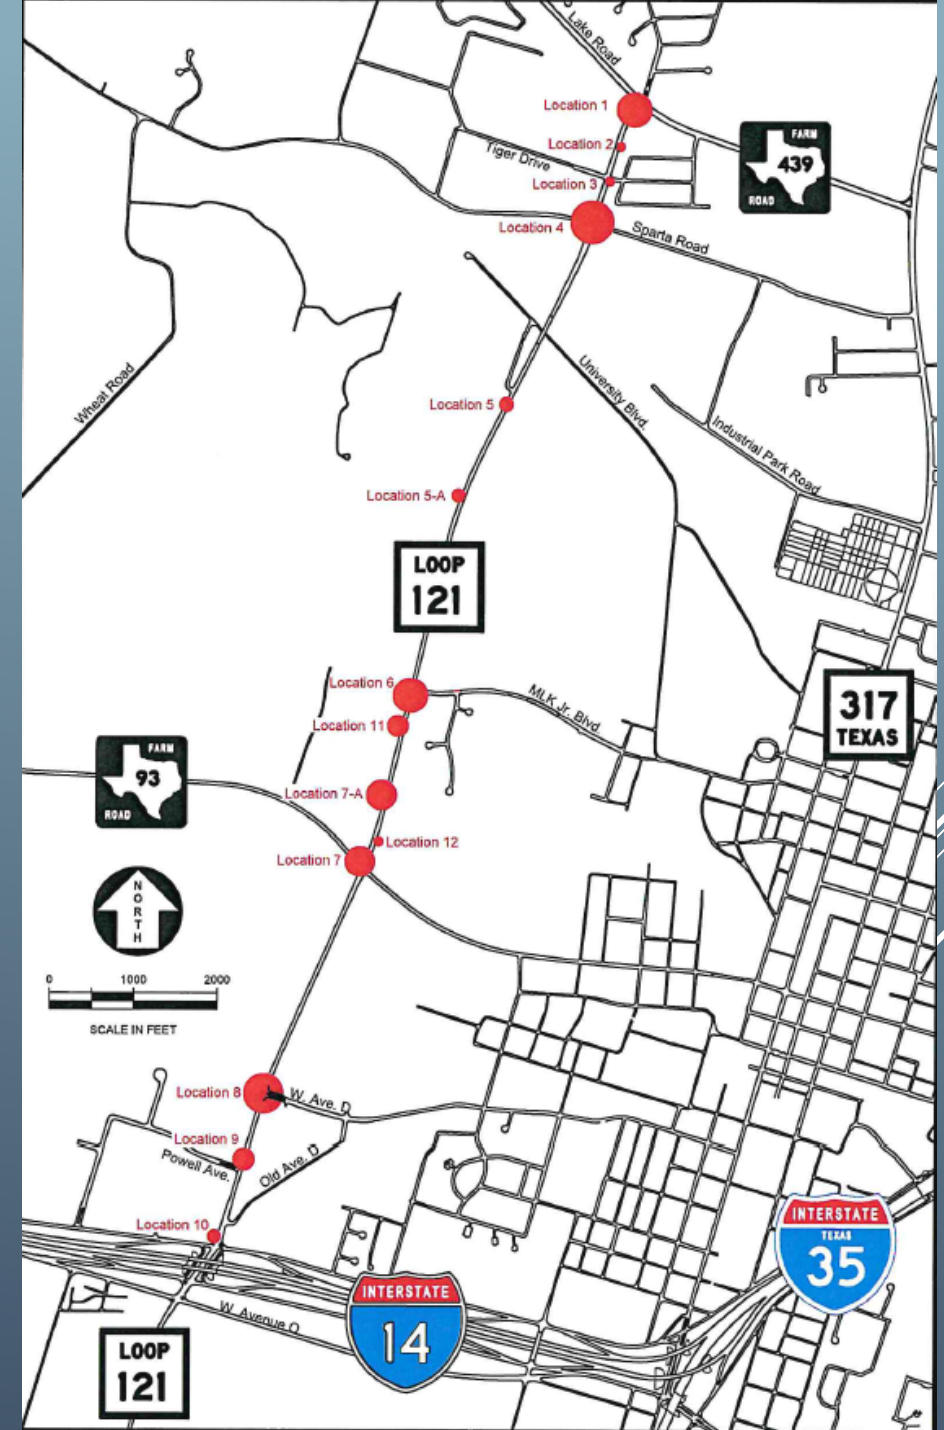 Lake Road
Location 1
FARM
439
ROAD
Location 2
Tiger Drive
Location 3
Location 4
Sparta Road
Wheat Road
University Blvd.
Location 5
Industrial Park Road
Location 5-A
LOOP
121
Location 6
MLK Jr. Blvd
317
TEXAS
Location 11
FARM
93
ROAD
Location 7-A
Location 12
Location 7
NORTH
0 1000 2000
SCALE IN FEET
Location 8
W. Ave. D
Location 9
Powell Ave.
Old Ave. D
Location 10
INTERSTATE
TEXAS
35
W. Avenue O
INTERSTATE
14
LOOP
121